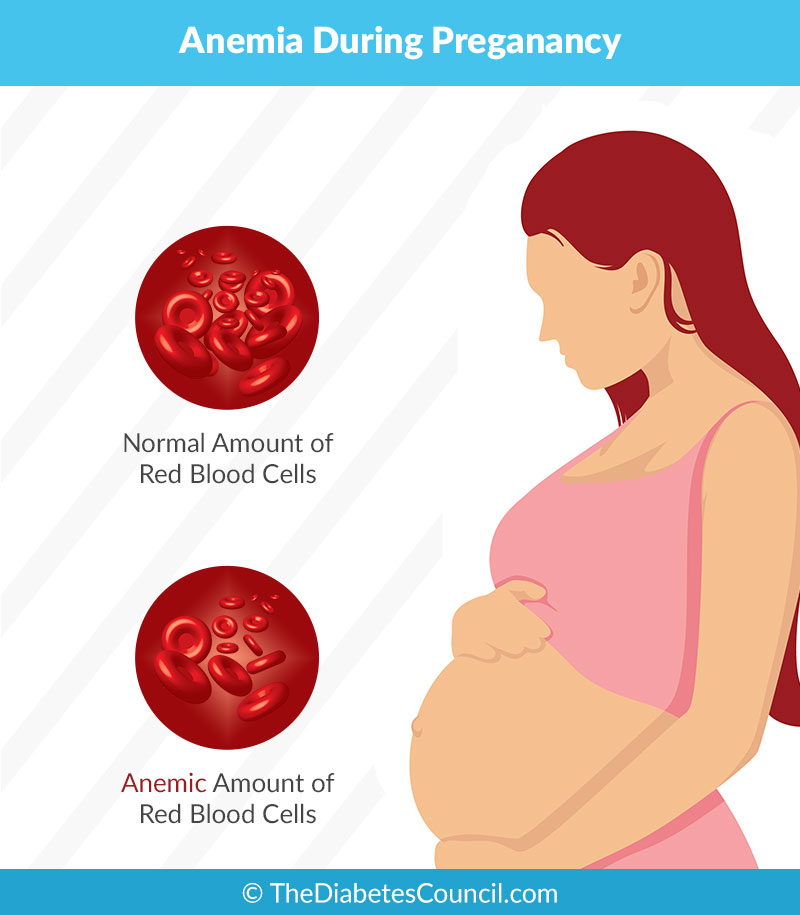 Anemia During Preganancy
Normal Amount of
Red Blood Cells
Anemic Amount of
Red Blood Cells
© TheDiabetesCouncil.com